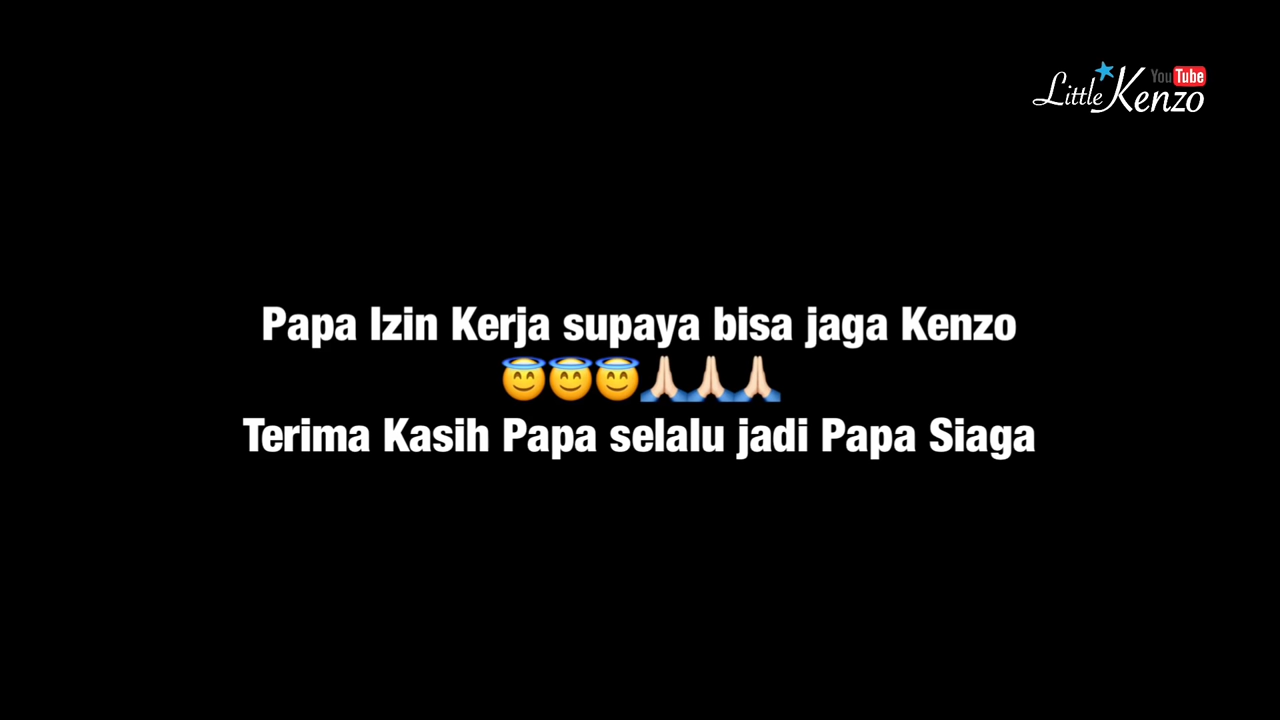 YouTube
Little Kenzo
Papa Izin Kerja supaya bisa jaga Kenzo
😇😇😇🙏🏻🙏🏻🙏🏻
Terima Kasih Papa selalu jadi Papa Siaga